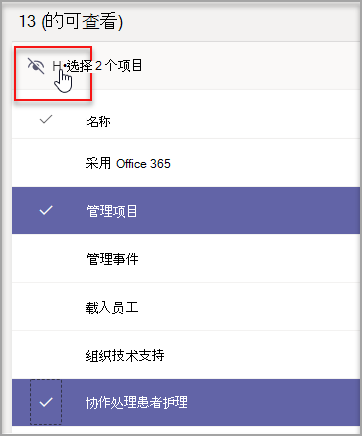 13 (的可查看)
H•选择 2 个项目
名称
采用 Office 365
管理项目
管理事件
载入员工
组织技术支持
协作处理患者护理